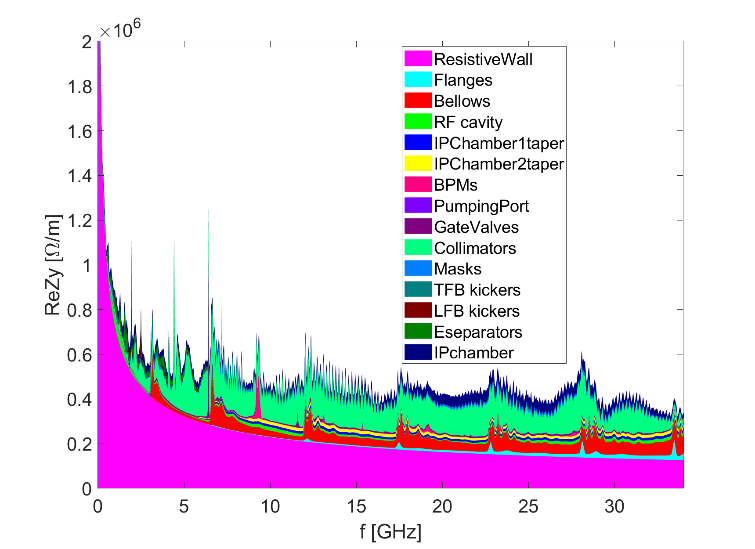 ×10⁶
2
1.8
1.6
1.4
1.2
1
0.8
0.6
0.4
0.2
0
ReZy [Ω/m]
0 5 10 15 20 25 30
f [GHz]
ResistiveWall
Flanges
Bellows
RF cavity
IPChamber1taper
IPChamber2taper
BPMs
PumpingPort
GateValves
Collimators
Masks
TFB kickers
LFB kickers
Eseparators
IPchamber